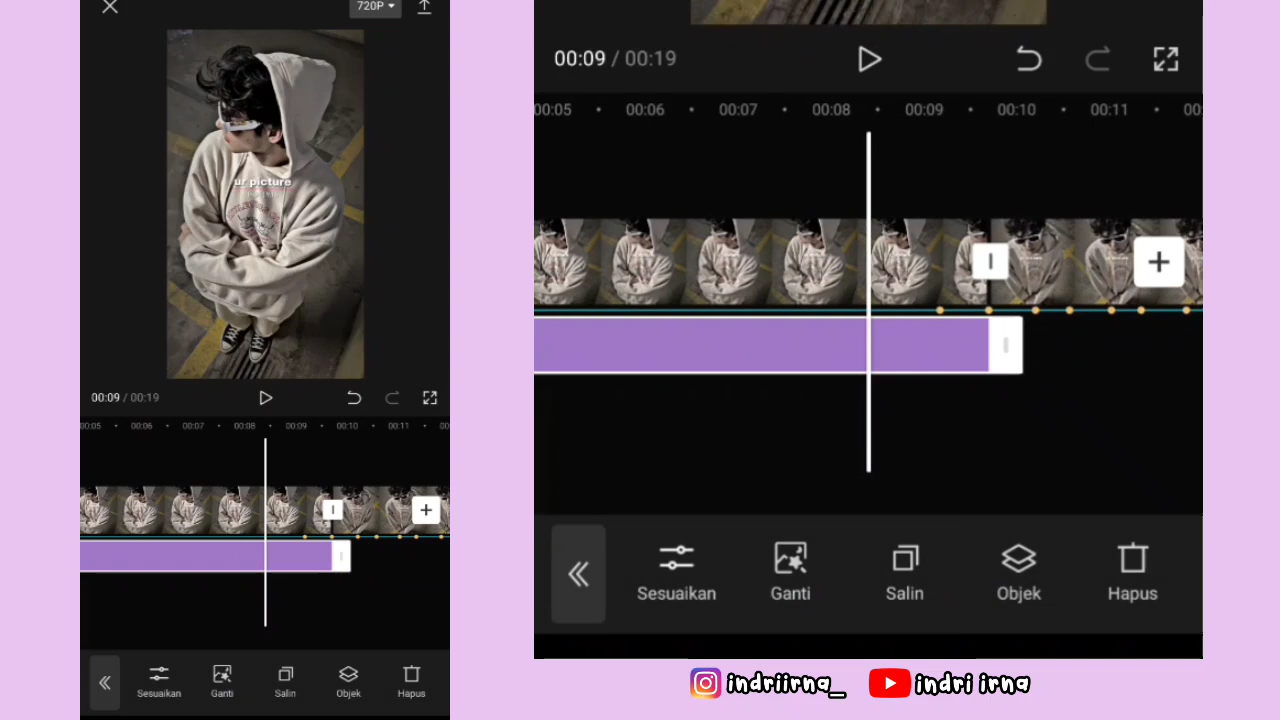 720P
ur picture
00:09 / 00:19
00:05 00:06 00:07 00:08 00:09 00:10 00:11 00
Sesuaikan Ganti Salin Objek Hapus
00:09 / 00:19
00:05 00:06 00:07 00:08 00:09 00:10 00:11 00
Sesuaikan Ganti Salin Objek Hapus
indriirna_ indri irna